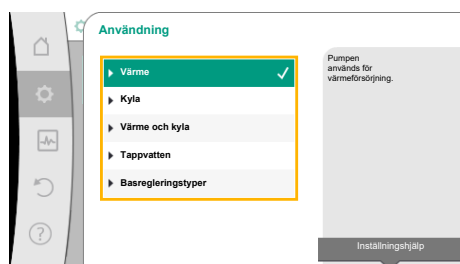 Användning
Värme
Kyla
Värme och kyla
Tappvatten
Basregleringstyper
Pumpen
används för
värmeförsörjning.
Inställningshjälp